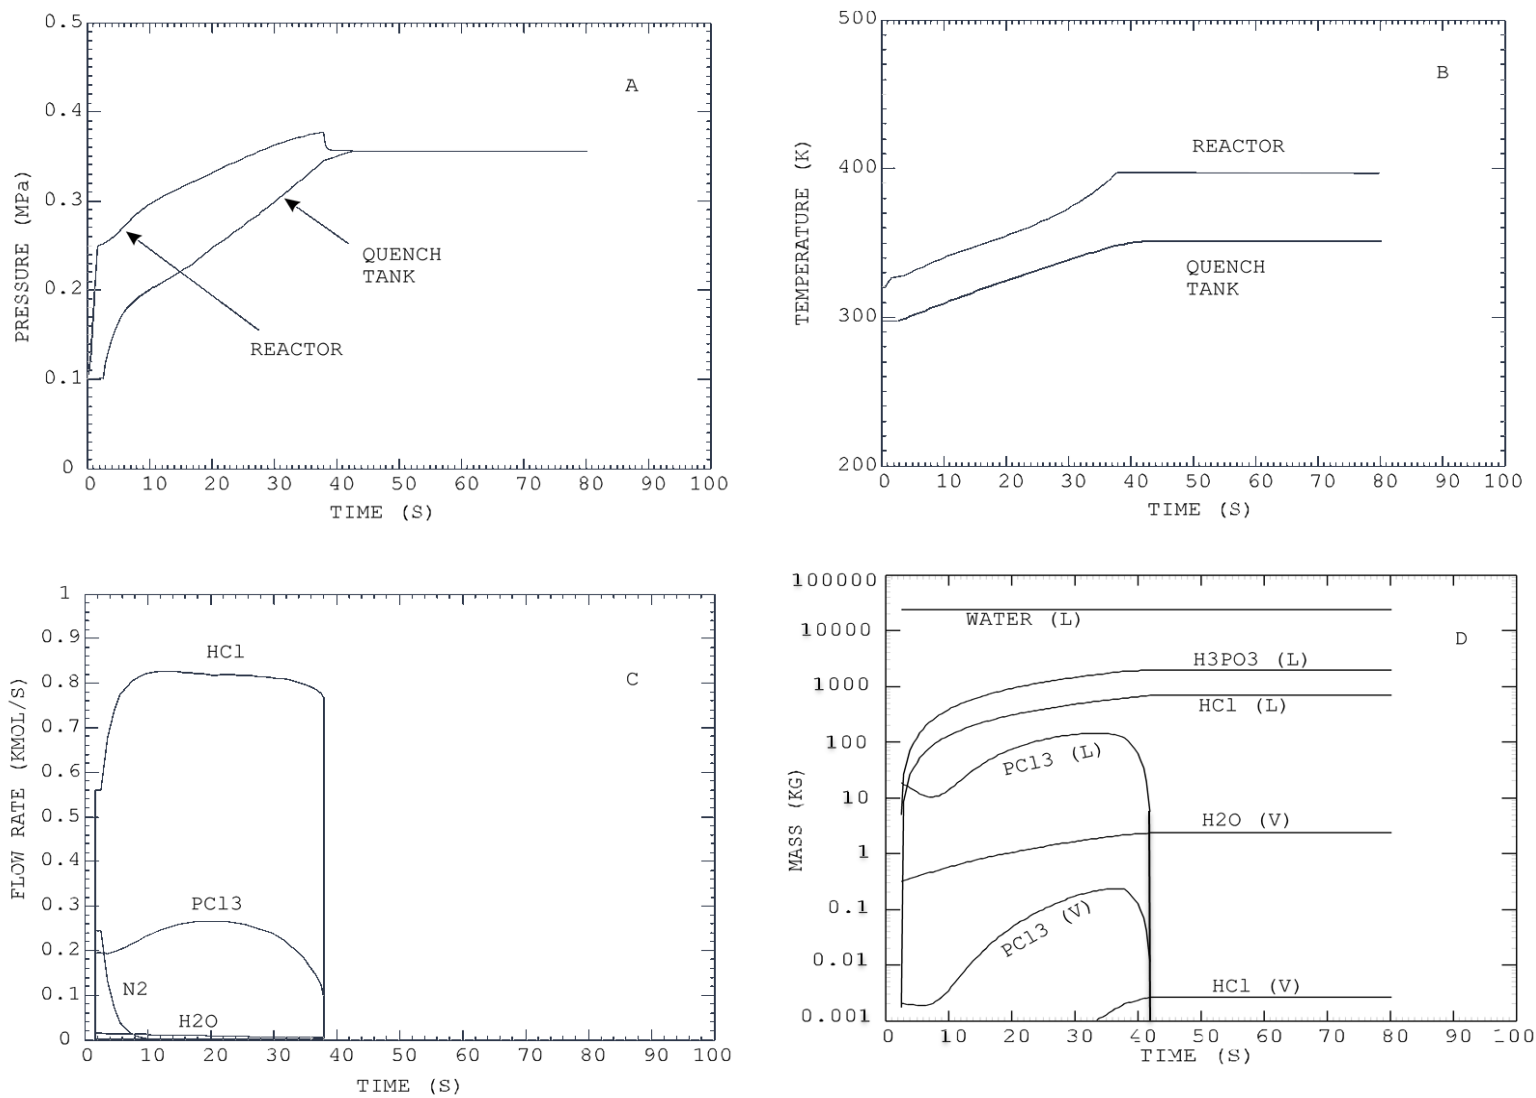 0.5
0.4
0.3
0.2
0.1
0
PRESSURE (MPa)
A
QUENCH
TANK
REACTOR
0 10 20 30 40 50 60 70 80 90 100
TIME (S)
500
400
300
200
TEMPERATURE (K)
B
REACTOR
QUENCH
TANK
0 10 20 30 40 50 60 70 80 90 100
TIME (S)
1
0.9
0.8
0.7
0.6
0.5
0.4
0.3
0.2
0.1
0
FLOW RATE (KMOL/S)
HCl
C
PCl3
N2
H2O
0 10 20 30 40 50 60 70 80 90 100
TIME (S)
100000
10000
1000
100
10
1
0.1
0.01
0.001
MASS (KG)
WATER (L)
D
H3PO3 (L)
HCl (L)
PCl3 (L)
H2O (V)
PCl3 (V)
HCl (V)
0 10 20 30 40 50 60 70 80 90 100
TIME (S)